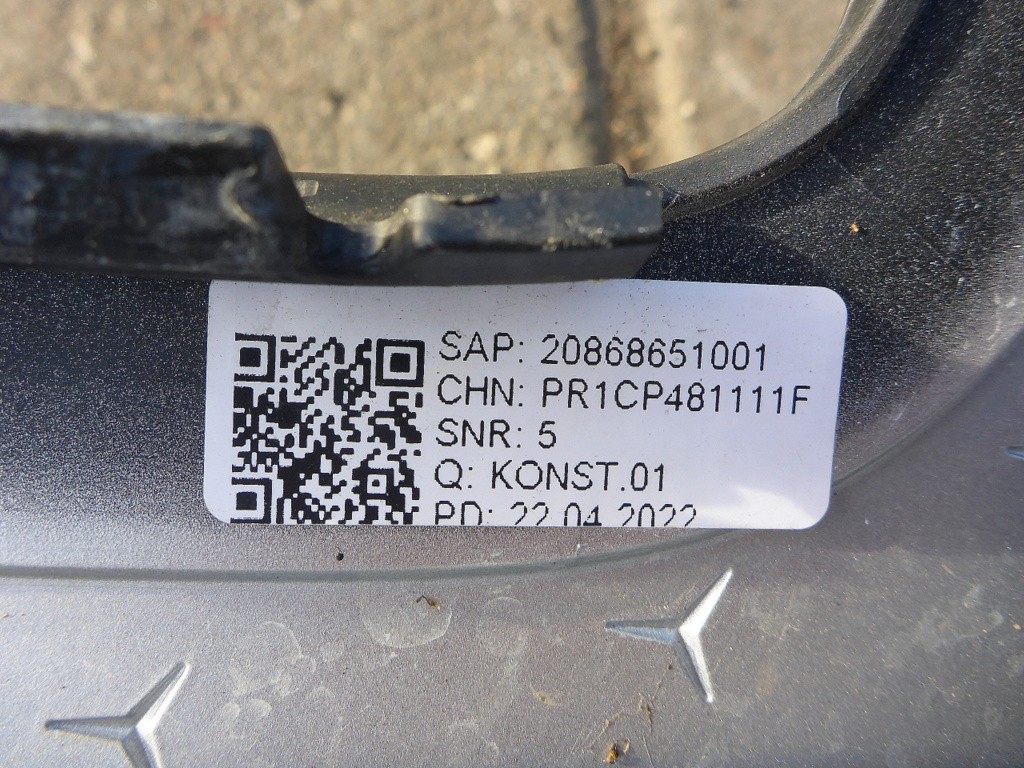 SAP: 20868651001
CHN: PR1CP481111F
SNR: 5
Q: KONST.01
PD: 22.04.2022